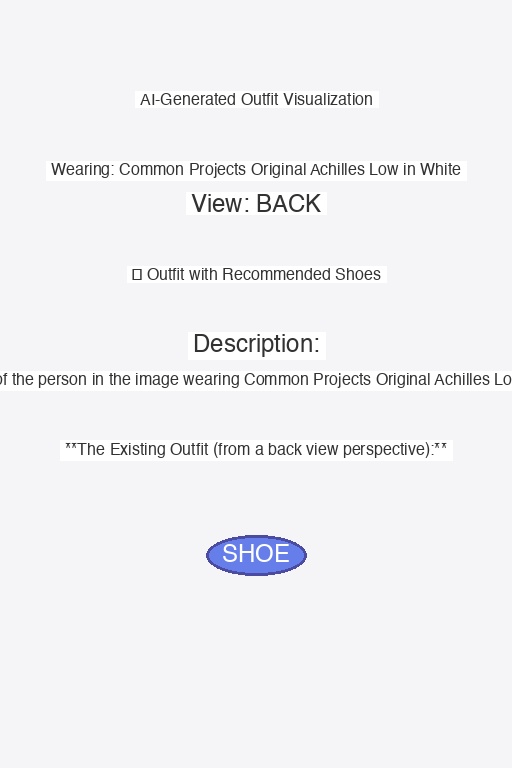 AI-Generated Outfit Visualization
Wearing: Common Projects Original Achilles Low in White
View: BACK
Outfit with Recommended Shoes
Description:
of the person in the image wearing Common Projects Original Achilles Lo
**The Existing Outfit (from a back view perspective):**
SHOE